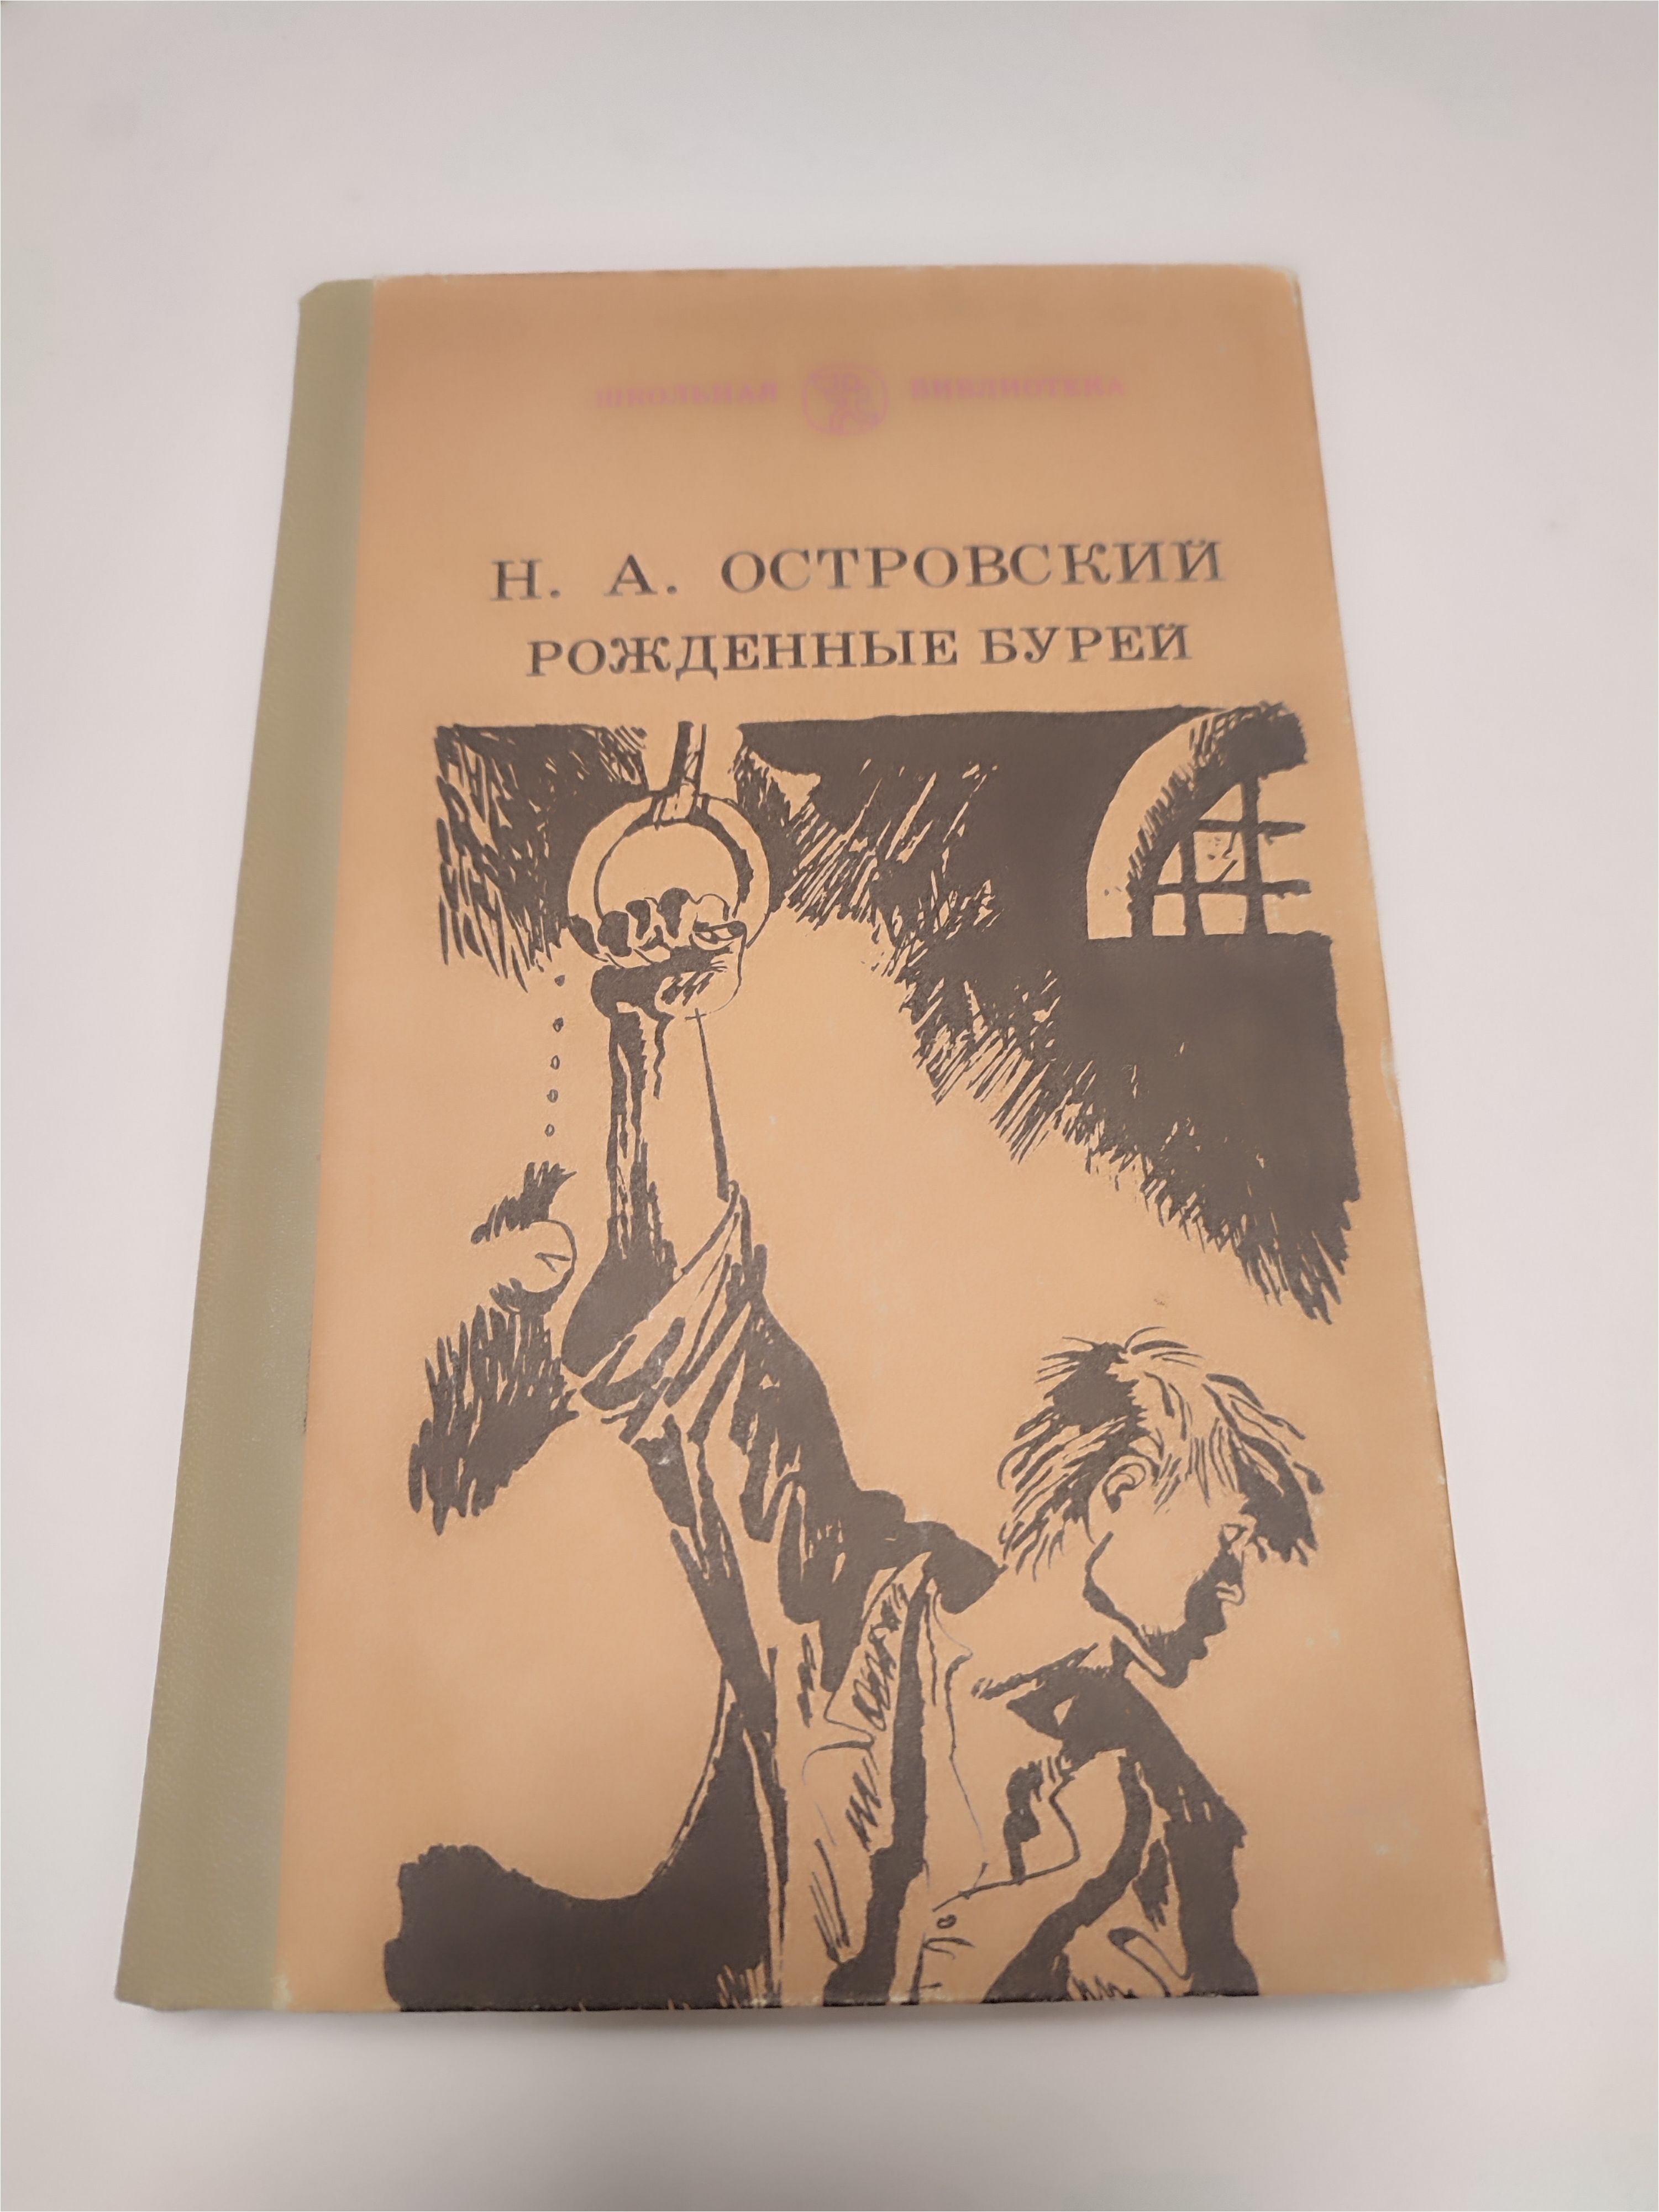 ШКОЛЬНАЯ БИБЛИОТЕКА
Н. А. ОСТРОВСКИЙ
РОЖДЕННЫЕ БУРЕЙ